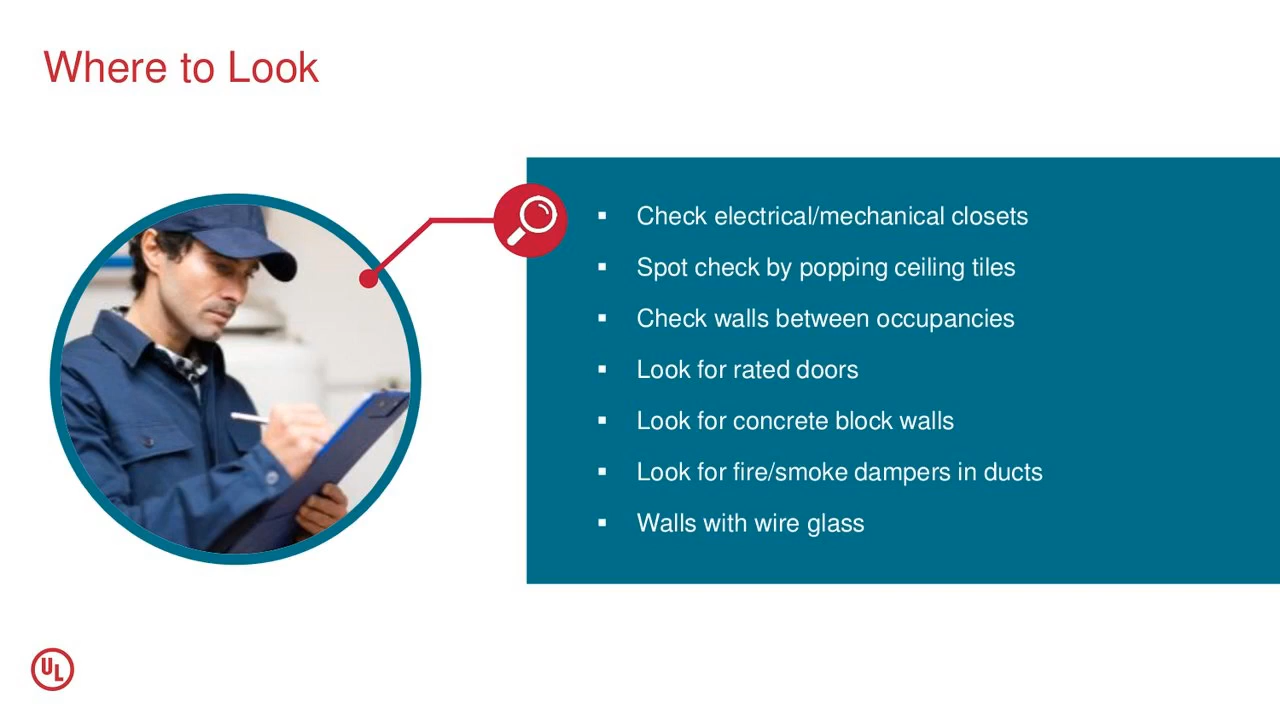 Where to Look
▪ Check electrical/mechanical closets
▪ Spot check by popping ceiling tiles
▪ Check walls between occupancies
▪ Look for rated doors
▪ Look for concrete block walls
▪ Look for fire/smoke dampers in ducts
▪ Walls with wire glass
UL